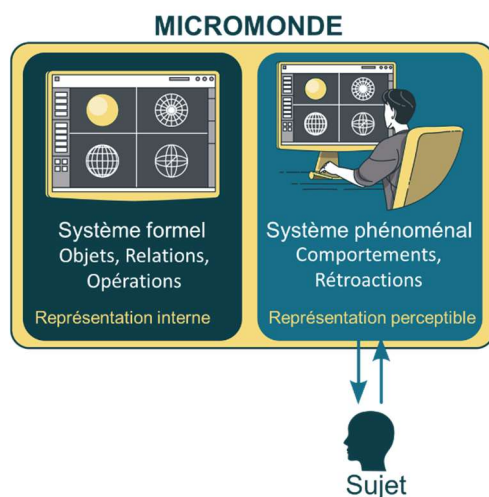 MICROMONDE
Système formel
Objets, Relations,
Opérations
Représentation interne
Système phénoménal
Comportements,
Rétroactions
Représentation perceptible
Sujet